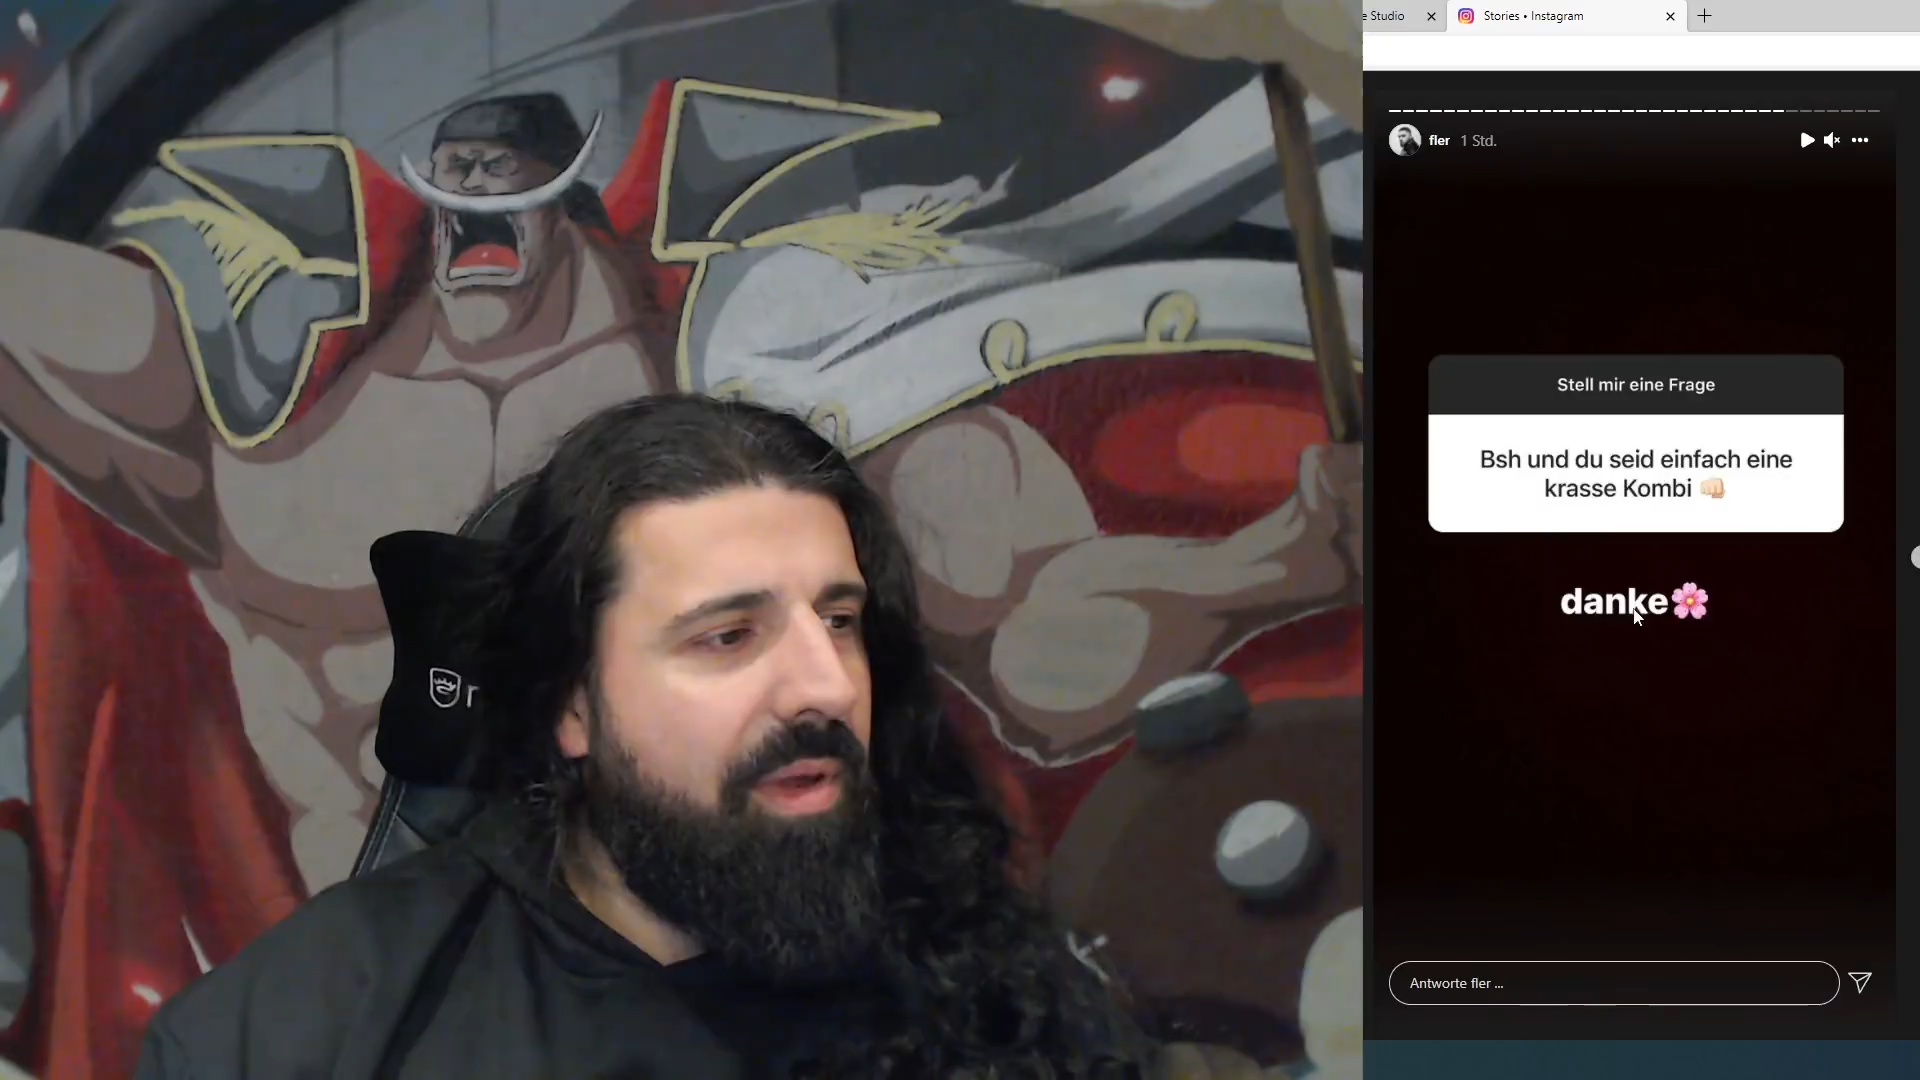 e Studio
Stories • Instagram
fler 1 Std.
Stell mir eine Frage
Bsh und du seid einfach eine
krasse Kombi 👊🏻
danke🌸
Antworte fler ...